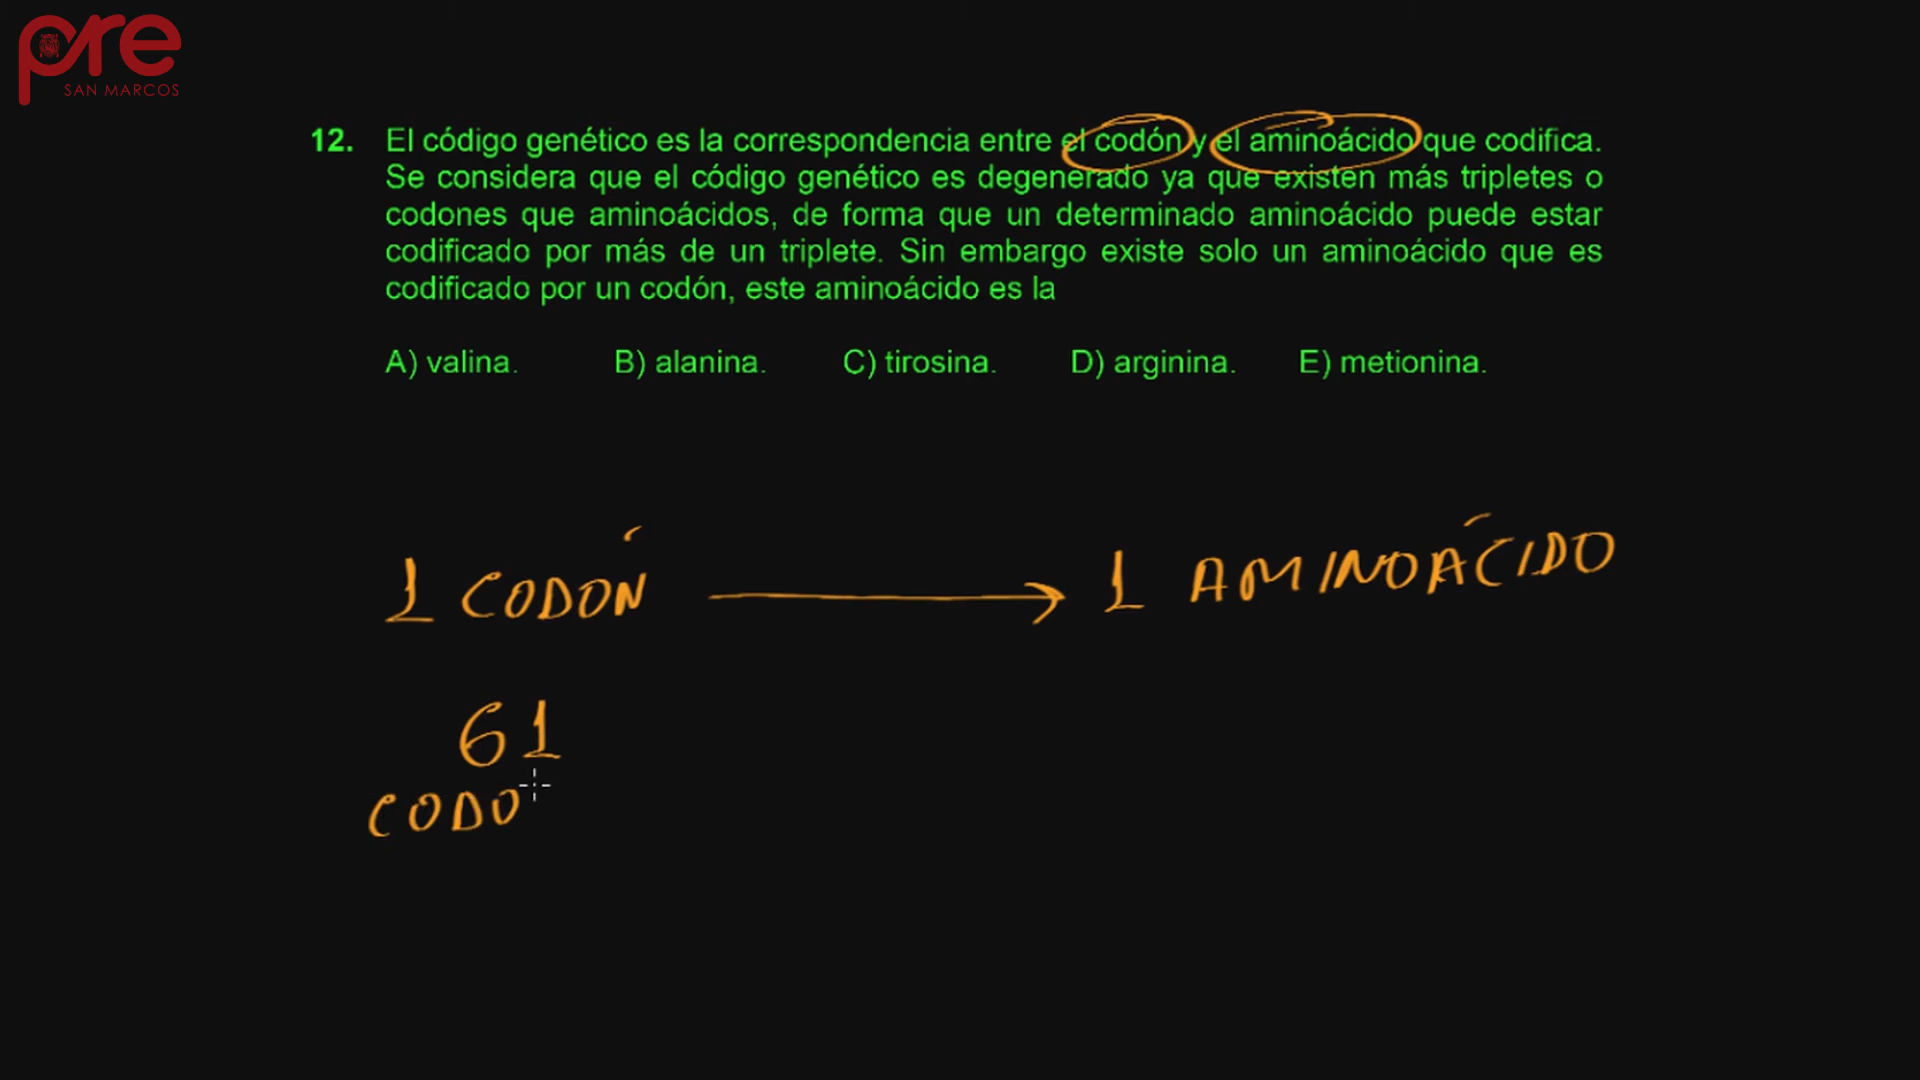 pre
SAN MARCOS
12. El código genético es la correspondencia entre el codón y el aminoácido que codifica.
Se considera que el código genético es degenerado ya que existen más tripletes o
codones que aminoácidos, de forma que un determinado aminoácido puede estar
codificado por más de un triplete. Sin embargo existe solo un aminoácido que es
codificado por un codón, este aminoácido es la
A) valina. B) alanina. C) tirosina. D) arginina. E) metionina.
1 CODÓN 1 AMINOÁCIDO
61
CODO